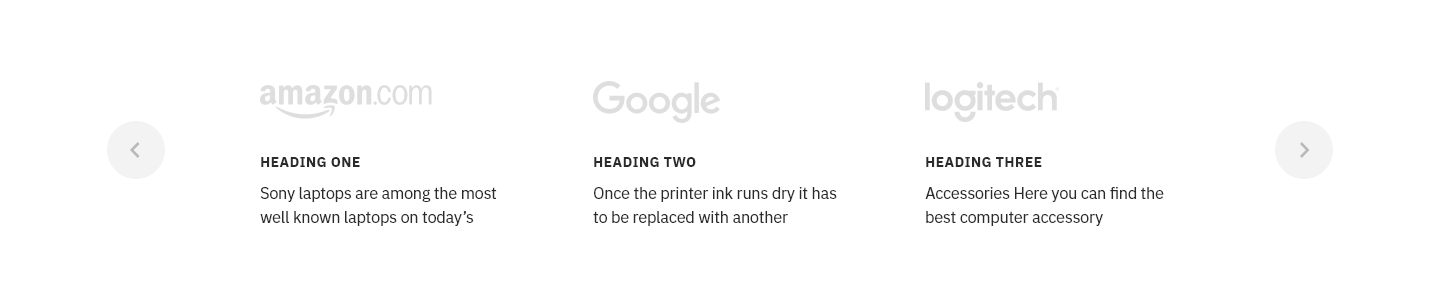 amazon.com
Google
logitech
HEADING ONE
Sony laptops are among the most
well known laptops on today’s
HEADING TWO
Once the printer ink runs dry it has
to be replaced with another
HEADING THREE
Accessories Here you can find the
best computer accessory